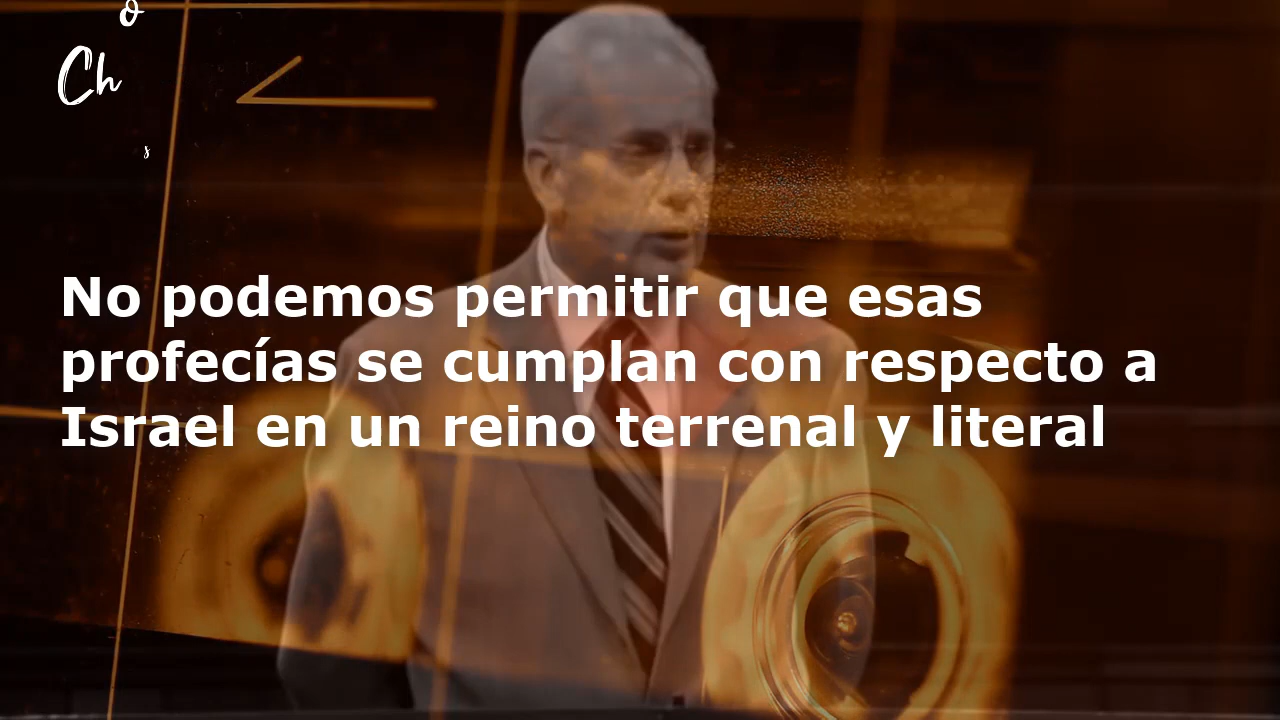 o
Ch
s
No podemos permitir que esas
profecías se cumplan con respecto a
Israel en un reino terrenal y literal